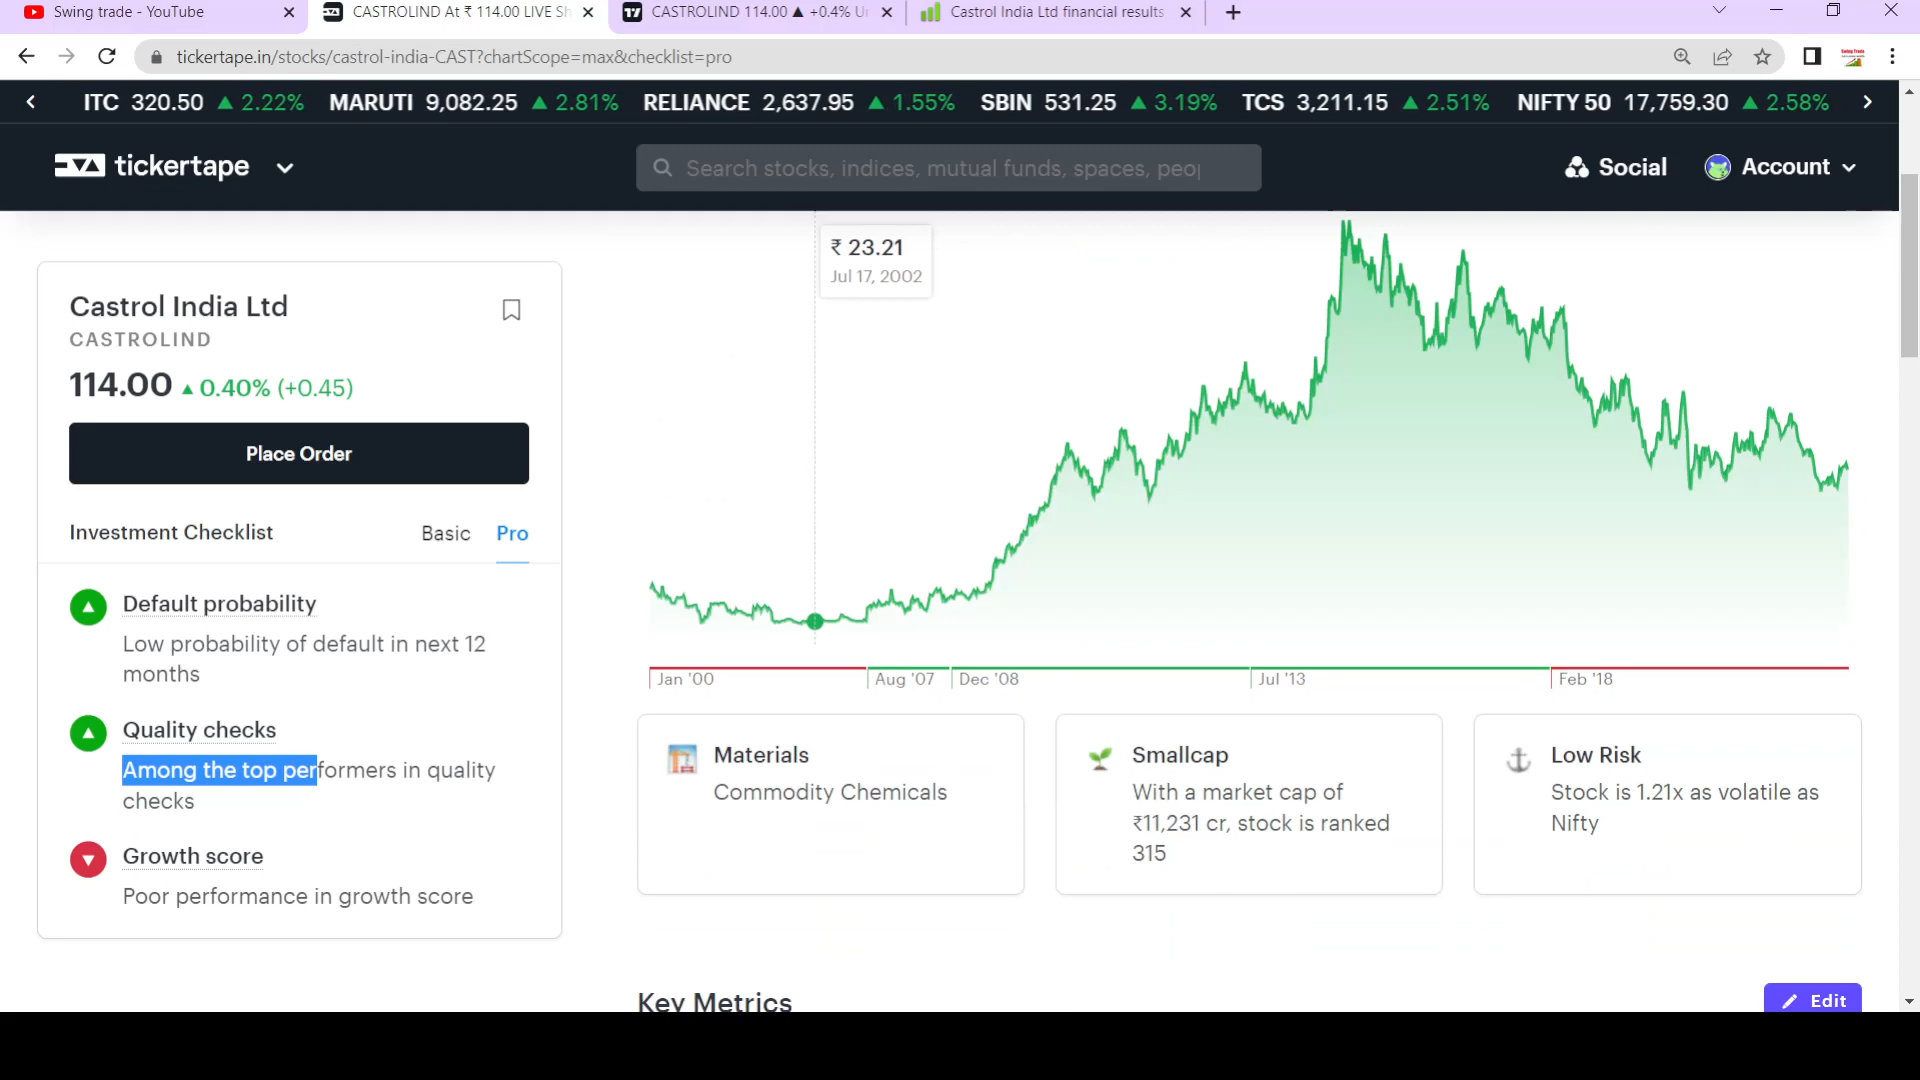 Swing trade - YouTube
CASTROLIND At ₹ 114.00 LIVE Sh
CASTROLIND 114.00 ▲ +0.4% Un
Castrol India Ltd financial results
tickertape.in/stocks/castrol-india-CAST?chartScope=max&checklist=pro
ITC 320.50 ▲ 2.22% MARUTI 9,082.25 ▲ 2.81% RELIANCE 2,637.95 ▲ 1.55% SBIN 531.25 ▲ 3.19% TCS 3,211.15 ▲ 2.51% NIFTY 50 17,759.30 ▲ 2.58%
tickertape
Search stocks, indices, mutual funds, spaces, peo
Social
Account
Castrol India Ltd
CASTROLIND
114.00 ▲ 0.40% (+0.45)
Place Order
Investment Checklist
Basic
Pro
Default probability
Low probability of default in next 12
months
Quality checks
Among the top performers in quality
checks
Growth score
Poor performance in growth score
₹ 23.21
Jul 17, 2002
Jan '00
Aug '07
Dec '08
Jul '13
Feb '18
Materials
Commodity Chemicals
Smallcap
With a market cap of
₹11,231 cr, stock is ranked
315
Low Risk
Stock is 1.21x as volatile as
Nifty
Key Metrics
Edit